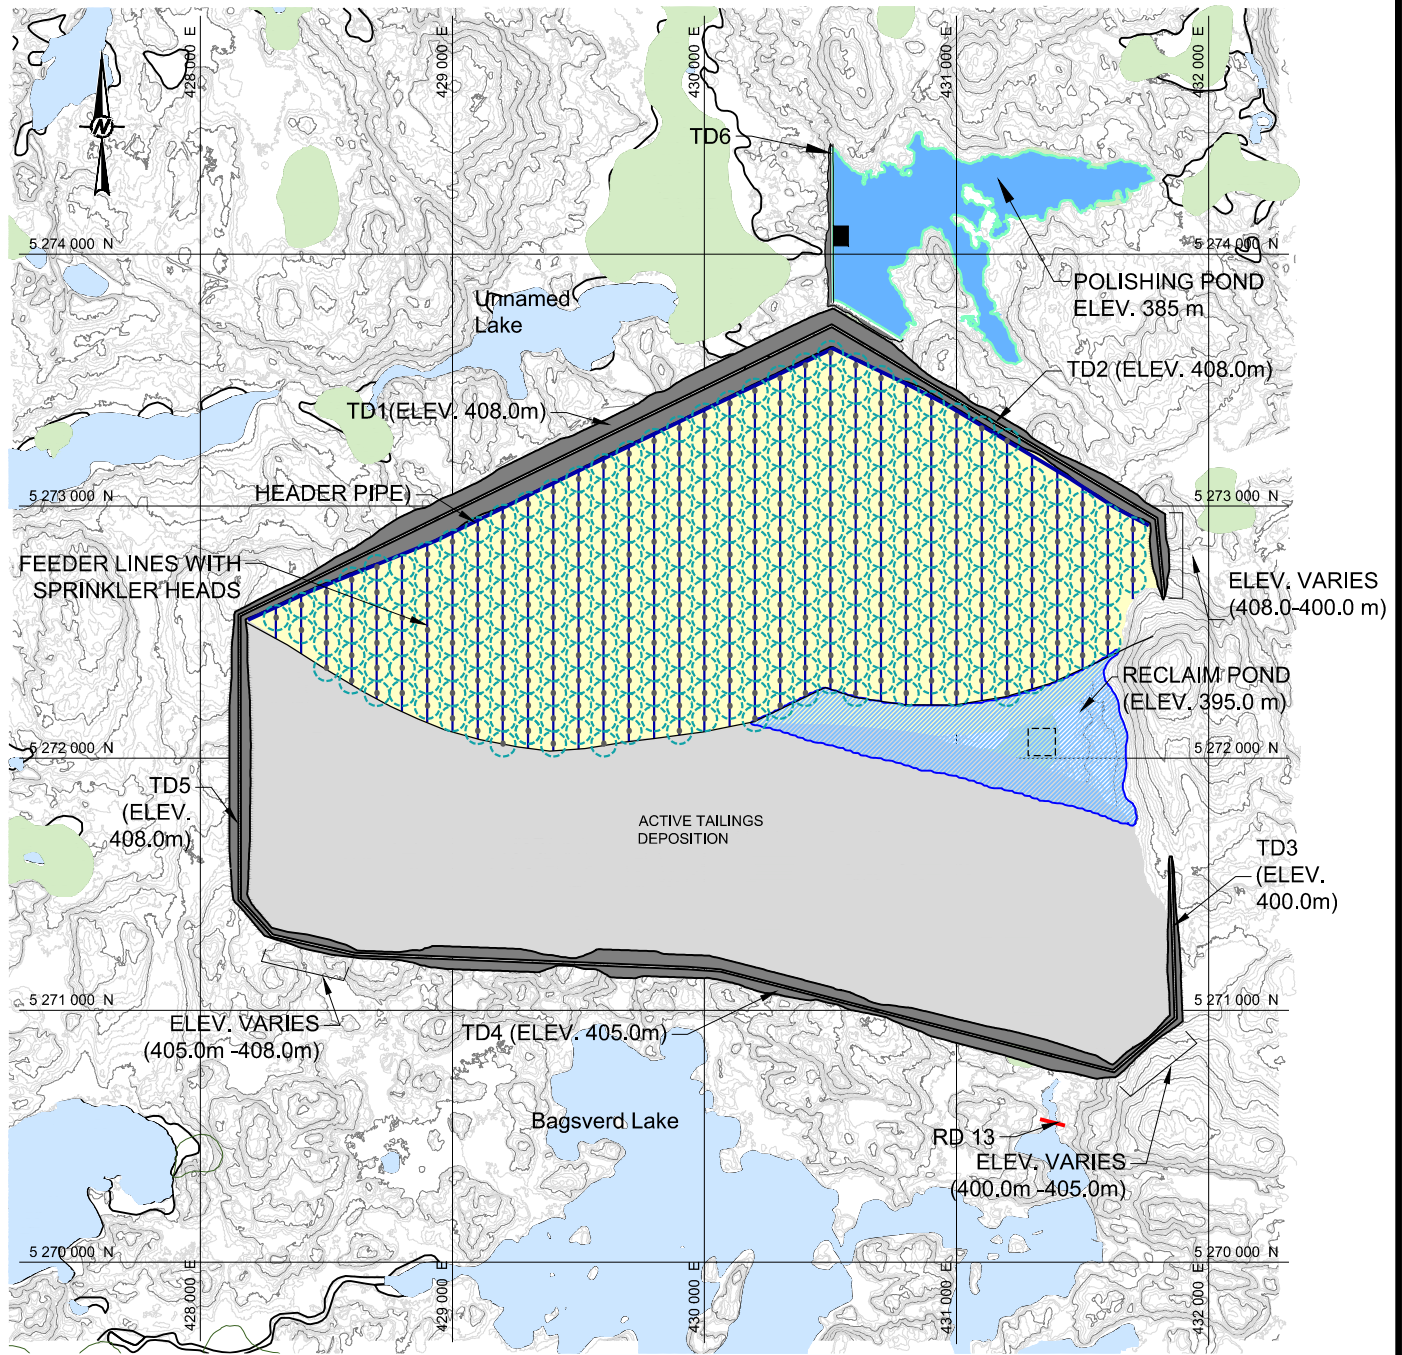 428 000 E
429 000 E
430 000 E
431 000 E
432 000 E
N
TD6
5 274 000 N
5 274 000 N
POLISHING POND
ELEV. 385 m
Unnamed
Lake
TD2 (ELEV. 408.0m)
TD1(ELEV. 408.0m)
HEADER PIPE)
5 273 000 N
5 273 000 N
FEEDER LINES WITH
SPRINKLER HEADS
ELEV. VARIES
(408.0-400.0 m)
RECLAIM POND
(ELEV. 395.0 m)
5 272 000 N
5 272 000 N
TD5
(ELEV.
408.0m)
ACTIVE TAILINGS
DEPOSITION
TD3
(ELEV.
400.0m)
5 271 000 N
5 271 000 N
ELEV. VARIES
(405.0m -408.0m)
TD4 (ELEV. 405.0m)
Bagsverd Lake
RD 13
ELEV. VARIES
(400.0m -405.0m)
5 270 000 N
5 270 000 N
428 000 E
429 000 E
430 000 E
431 000 E
432 000 E